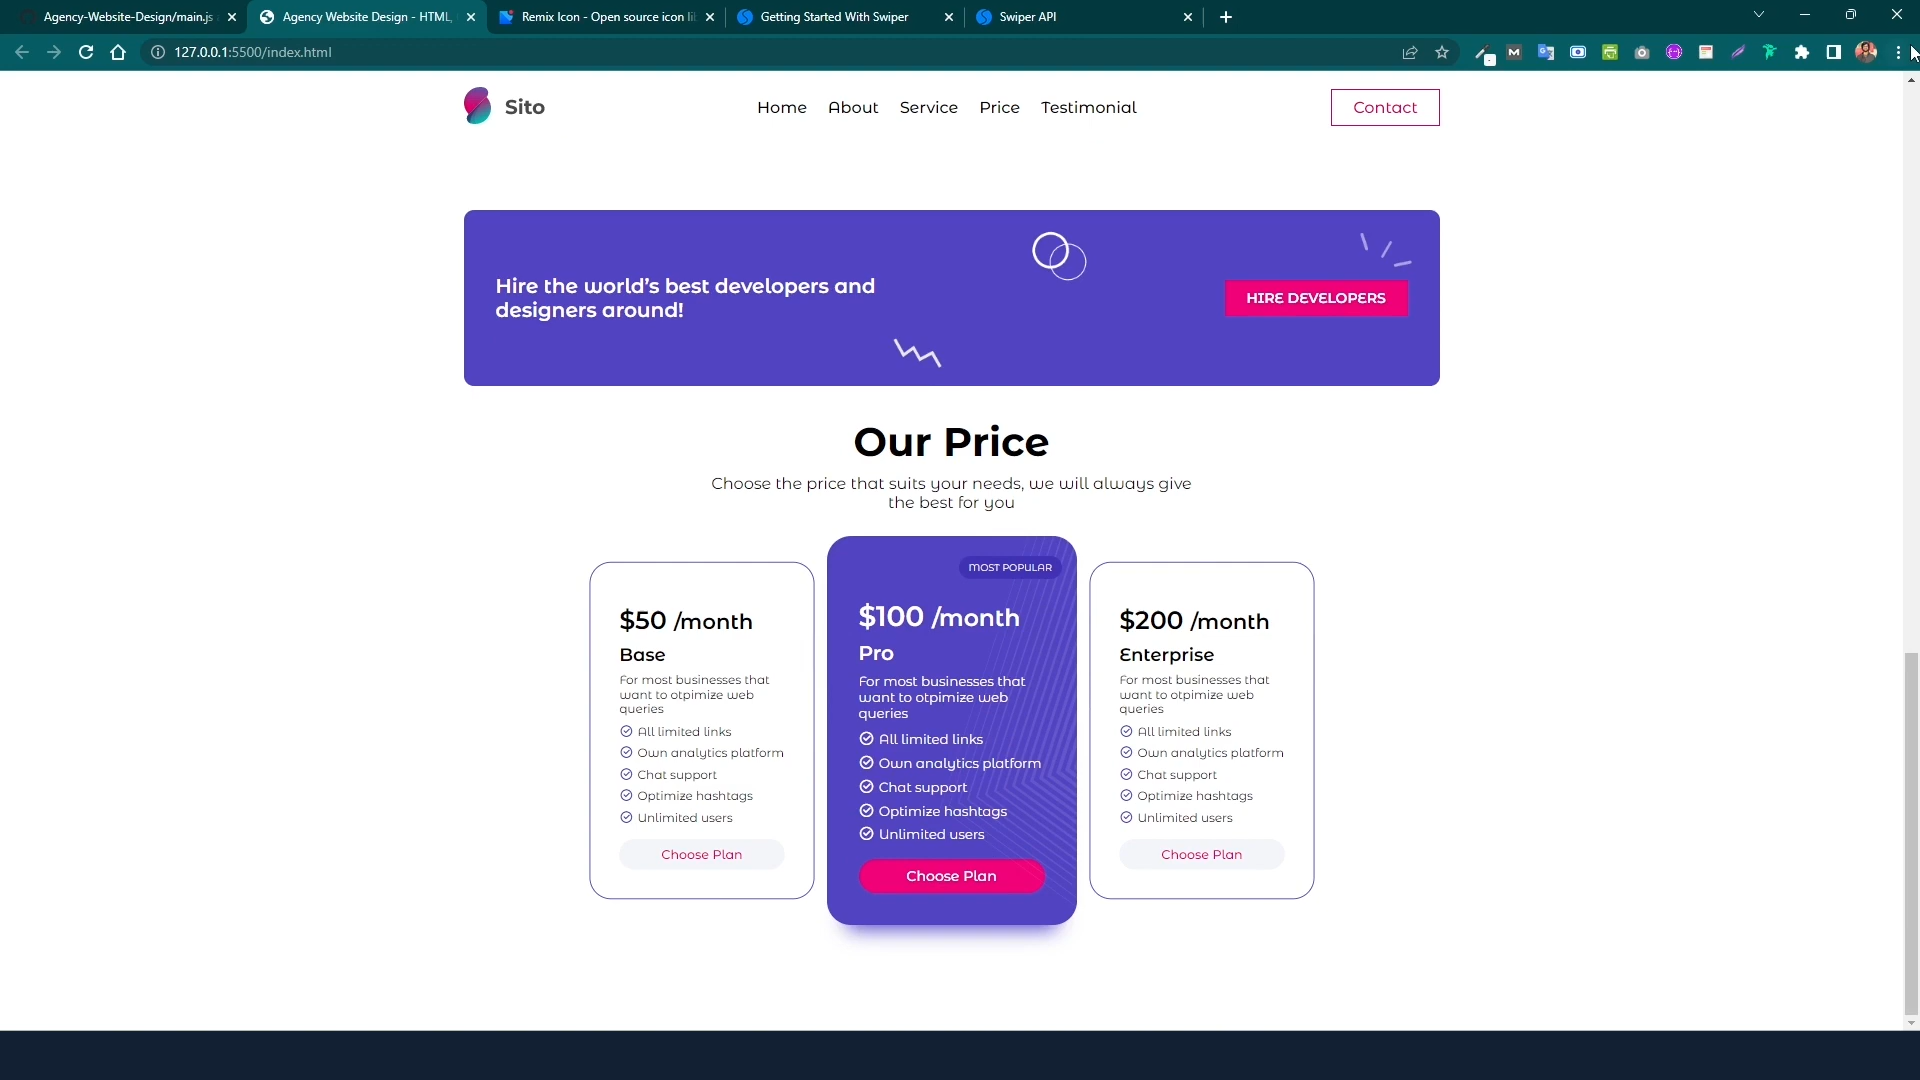 Agency-Website-Design/main.js
Agency Website Design - HTML,
Remix Icon - Open source icon li
Getting Started With Swiper
Swiper API
127.0.0.1:5500/index.html
Sito
Home
About
Service
Price
Testimonial
Contact
Hire the world's best developers and
designers around!
HIRE DEVELOPERS
Our Price
Choose the price that suits your needs, we will always give
the best for you
$50 /month
Base
For most businesses that
want to otpimize web
queries
All limited links
Own analytics platform
Chat support
Optimize hashtags
Unlimited users
Choose Plan
MOST POPULAR
$100 /month
Pro
For most businesses that
want to otpimize web
queries
All limited links
Own analytics platform
Chat support
Optimize hashtags
Unlimited users
Choose Plan
$200 /month
Enterprise
For most businesses that
want to otpimize web
queries
All limited links
Own analytics platform
Chat support
Optimize hashtags
Unlimited users
Choose Plan